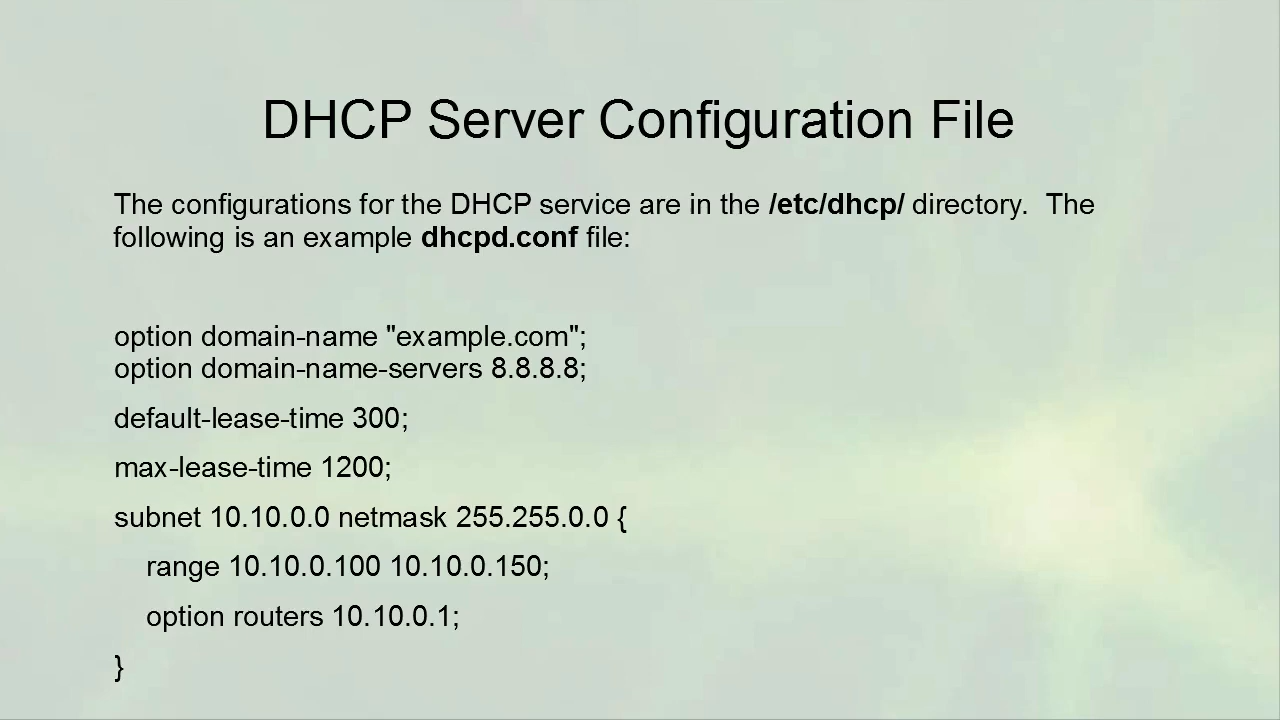 DHCP Server Configuration File
The configurations for the DHCP service are in the /etc/dhcp/ directory.  The
following is an example dhcpd.conf file:
option domain-name "example.com";
option domain-name-servers 8.8.8.8;
default-lease-time 300;
max-lease-time 1200;
subnet 10.10.0.0 netmask 255.255.0.0 {
range 10.10.0.100 10.10.0.150;
option routers 10.10.0.1;
}